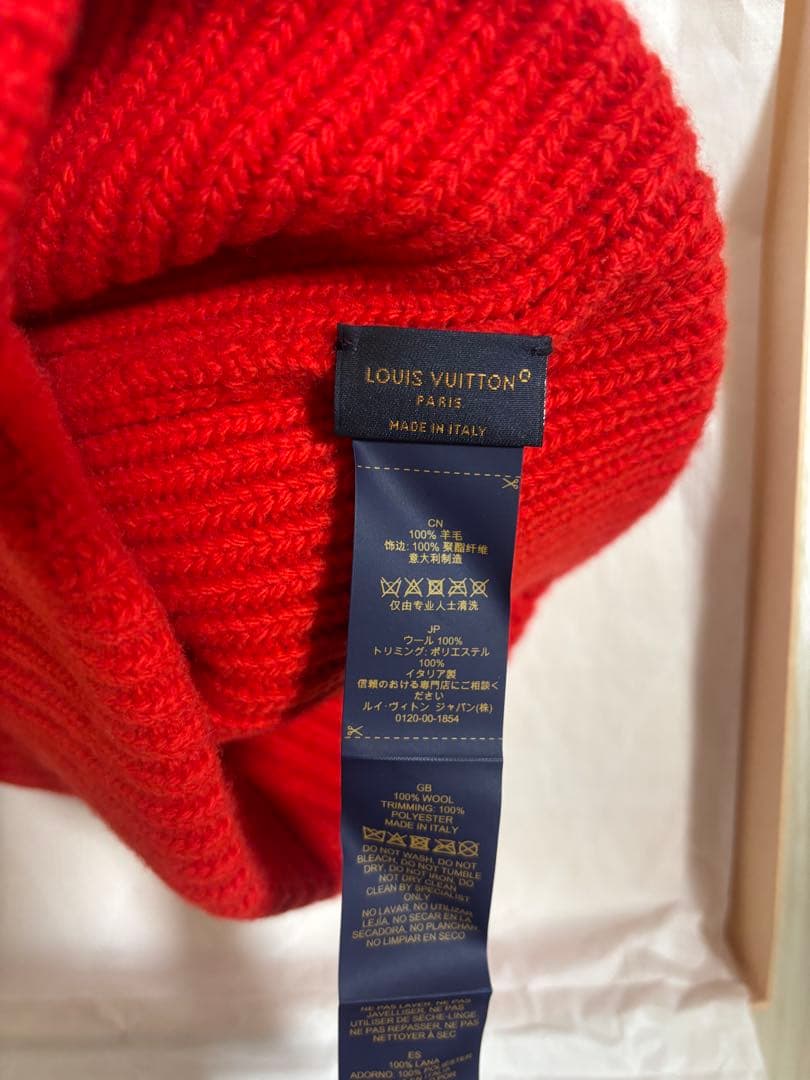 LOUIS VUITTON
PARIS
MADE IN ITALY
CN
100% 羊毛
饰边: 100% 聚酯纤维
意大利制造
仅由专业人士清洗
JP
ウール 100%
トリミング: ポリエステル
100%
イタリア製
信頼のおける専門店にご相談く
ださい
ルイ·ヴィトン ジャパン(株)
0120-00-1854
GB
100% WOOL
TRIMMING: 100%
POLYESTER
MADE IN ITALY
DO NOT WASH, DO NOT
BLEACH, DO NOT TUMBLE
DRY, DO NOT IRON, DO
NOT DRY CLEAN
CLEAN BY SPECIALIST
ONLY
NO LAVAR, NO UTILIZAR
LEJÍA, NO SECAR EN LA
SECADORA, NO PLANCHAR,
NO LIMPIAR EN SECO
NE PAS LAVER, NE PAS
JAVELLISER, NE PAS
UTILISER DE SÈCHE-LINGE,
NE PAS REPASSER, NE PAS
NETTOYER À SEC
ES
100% LANA
ADORNO: 100% POLIÉSTER